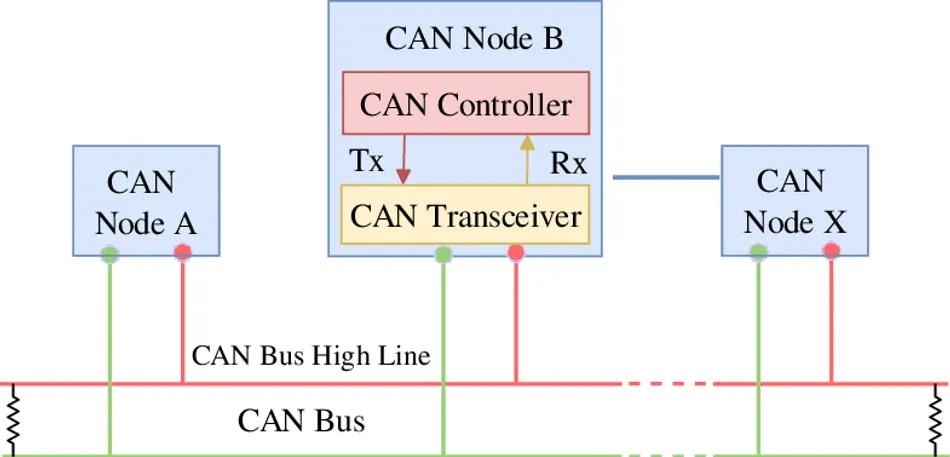 CAN Node B
CAN Controller
Tx
Rx
CAN Transceiver
CAN
Node A
CAN
Node X
CAN Bus High Line
CAN Bus